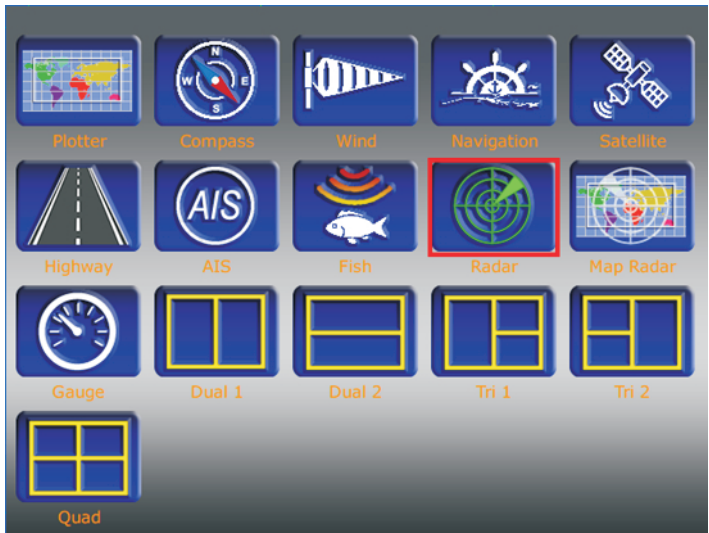 Plotter
Compass
N
W
E
S
Wind
Navigation
Satellite
Highway
AIS
AIS
Fish
Radar
Map Radar
Gauge
Dual 1
Dual 2
Tri 1
Tri 2
Quad